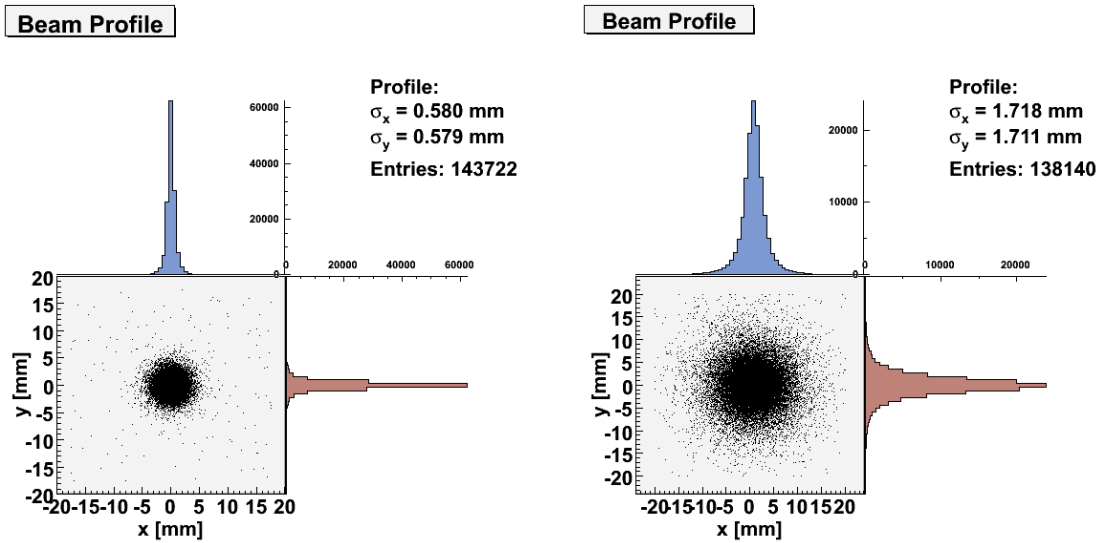 Beam Profile
Profile:
σx = 0.580 mm
σy = 0.579 mm
Entries: 143722
60000
40000
20000
0
0 20000 40000 60000
20
15
10
5
0
-5
-10
-15
-20
y [mm]
-20-15-10 -5 0 5 10 15 20
x [mm]
Beam Profile
Profile:
σx = 1.718 mm
σy = 1.711 mm
Entries: 138140
20000
10000
0
0 10000 20000
20
15
10
5
0
-5
-10
-15
-20
y [mm]
-20-15-10-5 0 5 10 15 20
x [mm]